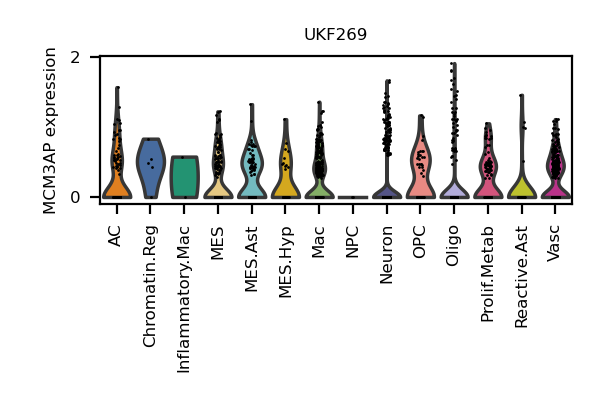 UKF269
MCM3AP expression
2
0
AC
Chromatin.Reg
Inflammatory.Mac
MES
MES.Ast
MES.Hyp
Mac
NPC
Neuron
OPC
Oligo
Prolif.Metab
Reactive.Ast
Vasc